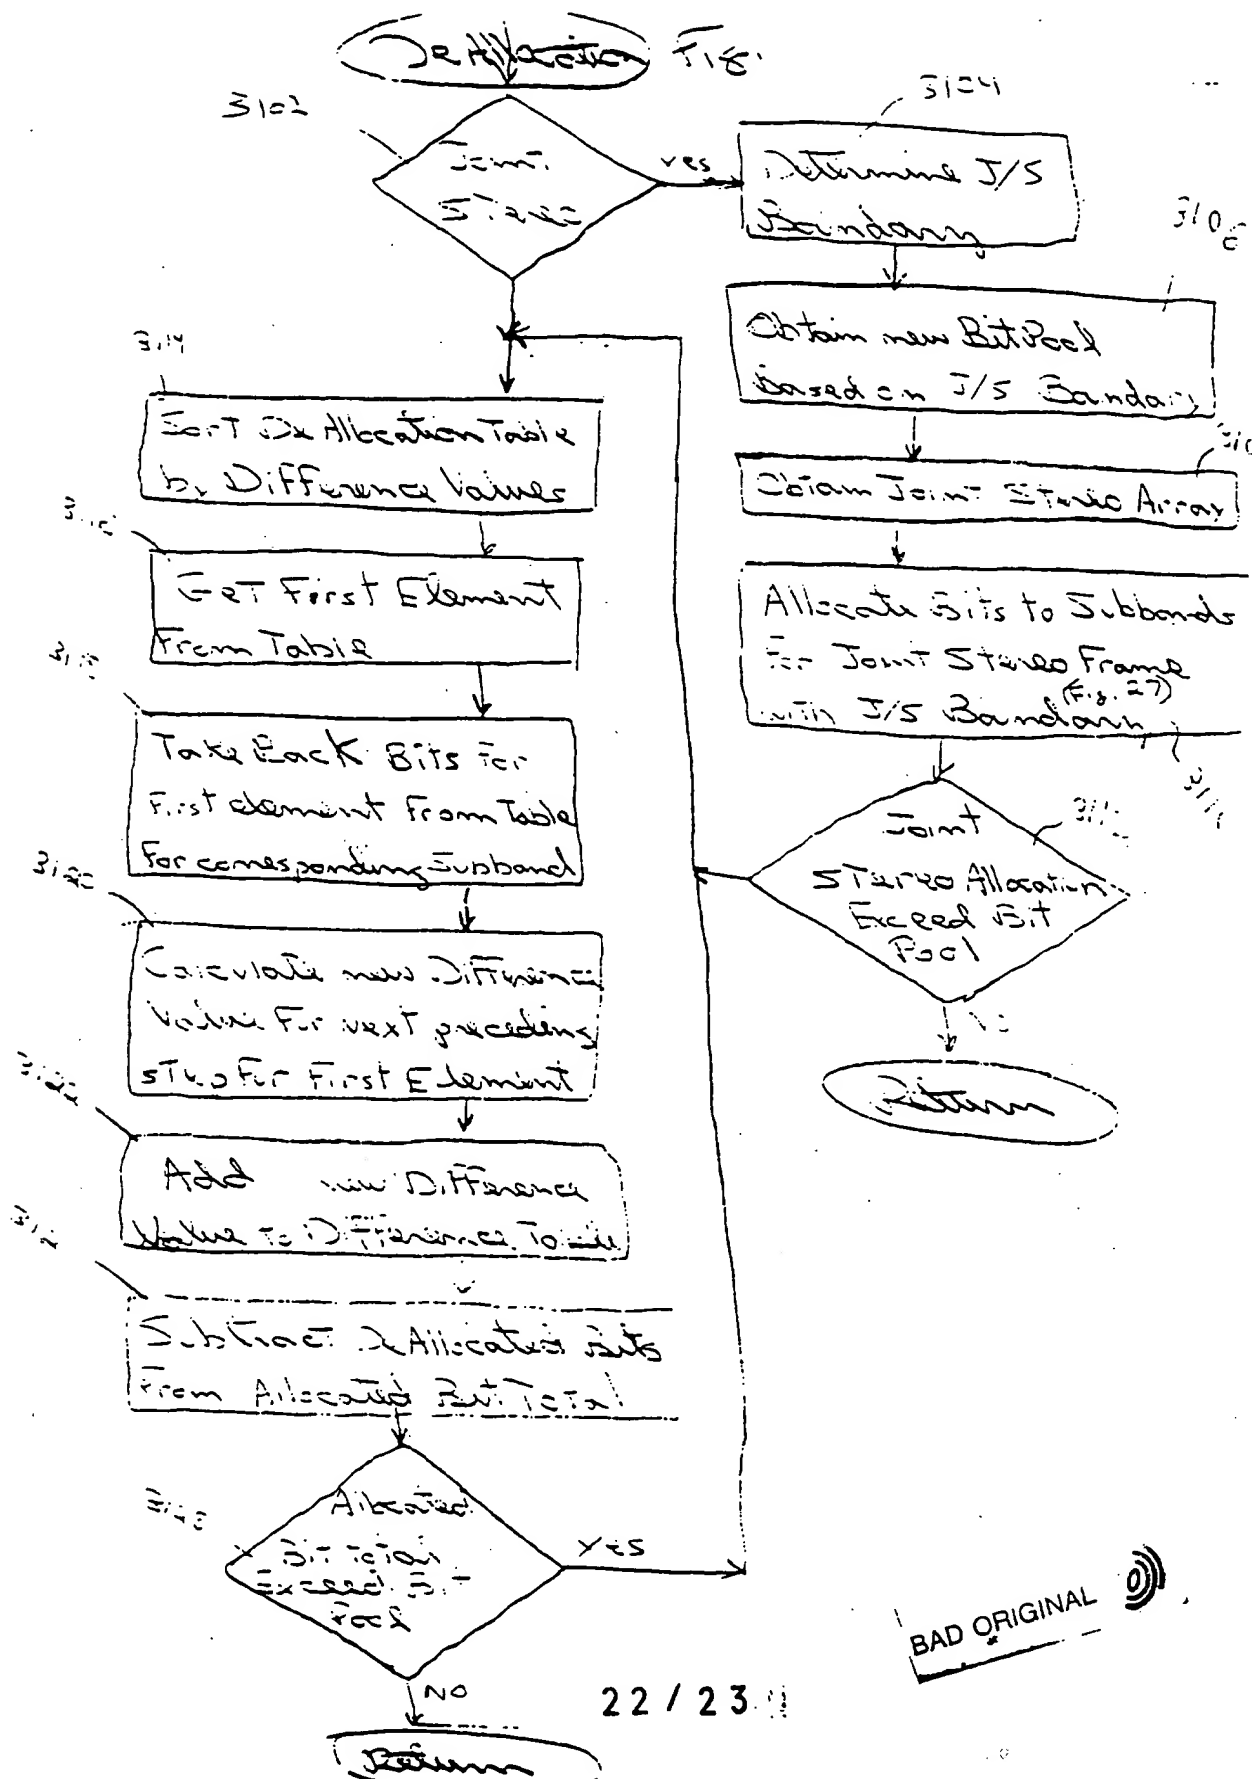 DeAllocation Fig.
3102
Joint
Stereo
Yes
3104
Determine J/S
Boundary
3106
Obtain new Bit Pool
Based on J/S Boundary
Obtain Joint Stereo Array
Allocate Bits to Subbands
For Joint Stereo Frame
with J/S Boundary (Fig. 27)
Joint
Stereo Allocation
Exceed Bit
Pool
No
Return
3114
Sort DeAllocation Table
by Difference Values
Get First Element
From Table
Take Back Bits For
First element From Table
For corresponding Subband
3120
Calculate new Difference
Value For next preceding
step For First Element
3122
Add new Difference
Value To Difference Table
Subtract DeAllocated Bits
From Allocated Bit Total
Allocated
Bit Total
Exceed Bit
Pool
Yes
NO
Return
22/23
BAD ORIGINAL